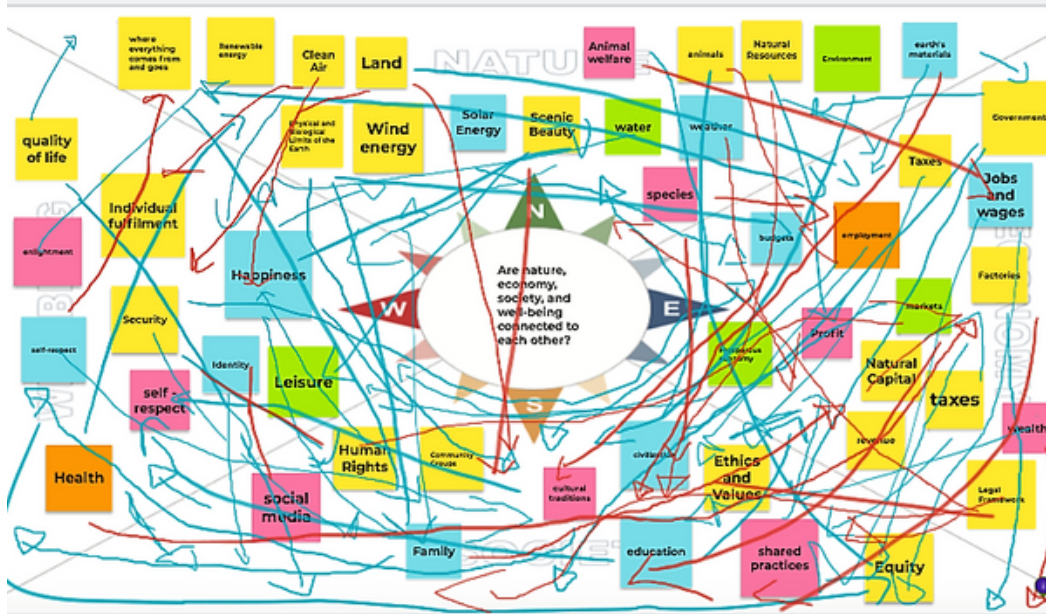 where
everything
comes from
and goes
Renewable
energy
Clean
Air
Land
NATURE
Animal
welfare
animals
Natural
Resources
Environment
earth's
materials
Government
quality
of life
Physical and
Biological
Limits of the
Earth
Wind
energy
Solar
Energy
Scenic
Beauty
water
weather
Taxes
Jobs
and
wages
Individual
fulfilment
species
enlightment
Happiness
N
budgets
employment
Are nature,
economy,
society, and
well-being
connected to
each other?
W
E
S
Factories
Security
markets
Profit
self-respect
Identity
Leisure
self
respect
Natural
Capital
taxes
wealth
revenue
Health
Human
Rights
Community
Groups
cultural
traditions
Ethics
and
Values
Legal
Framework
social
media
Family
education
shared
practices
Equity